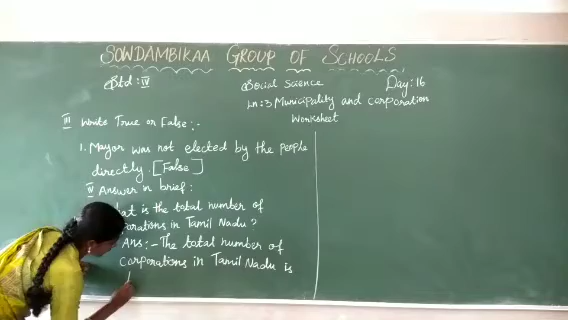 SOWDAMBIKAA GROUP OF SCHOOLS
Std : IV
Social Science
Day : 16
Ln : 3 Municipality and corporation
Worksheet
III Write True or False : -
1. Mayor was not elected by the people
directly. [False]
IV Answer in brief :
is the total number of
in Tamil Nadu ?
Ans : - The total number of
corporations in Tamil Nadu is